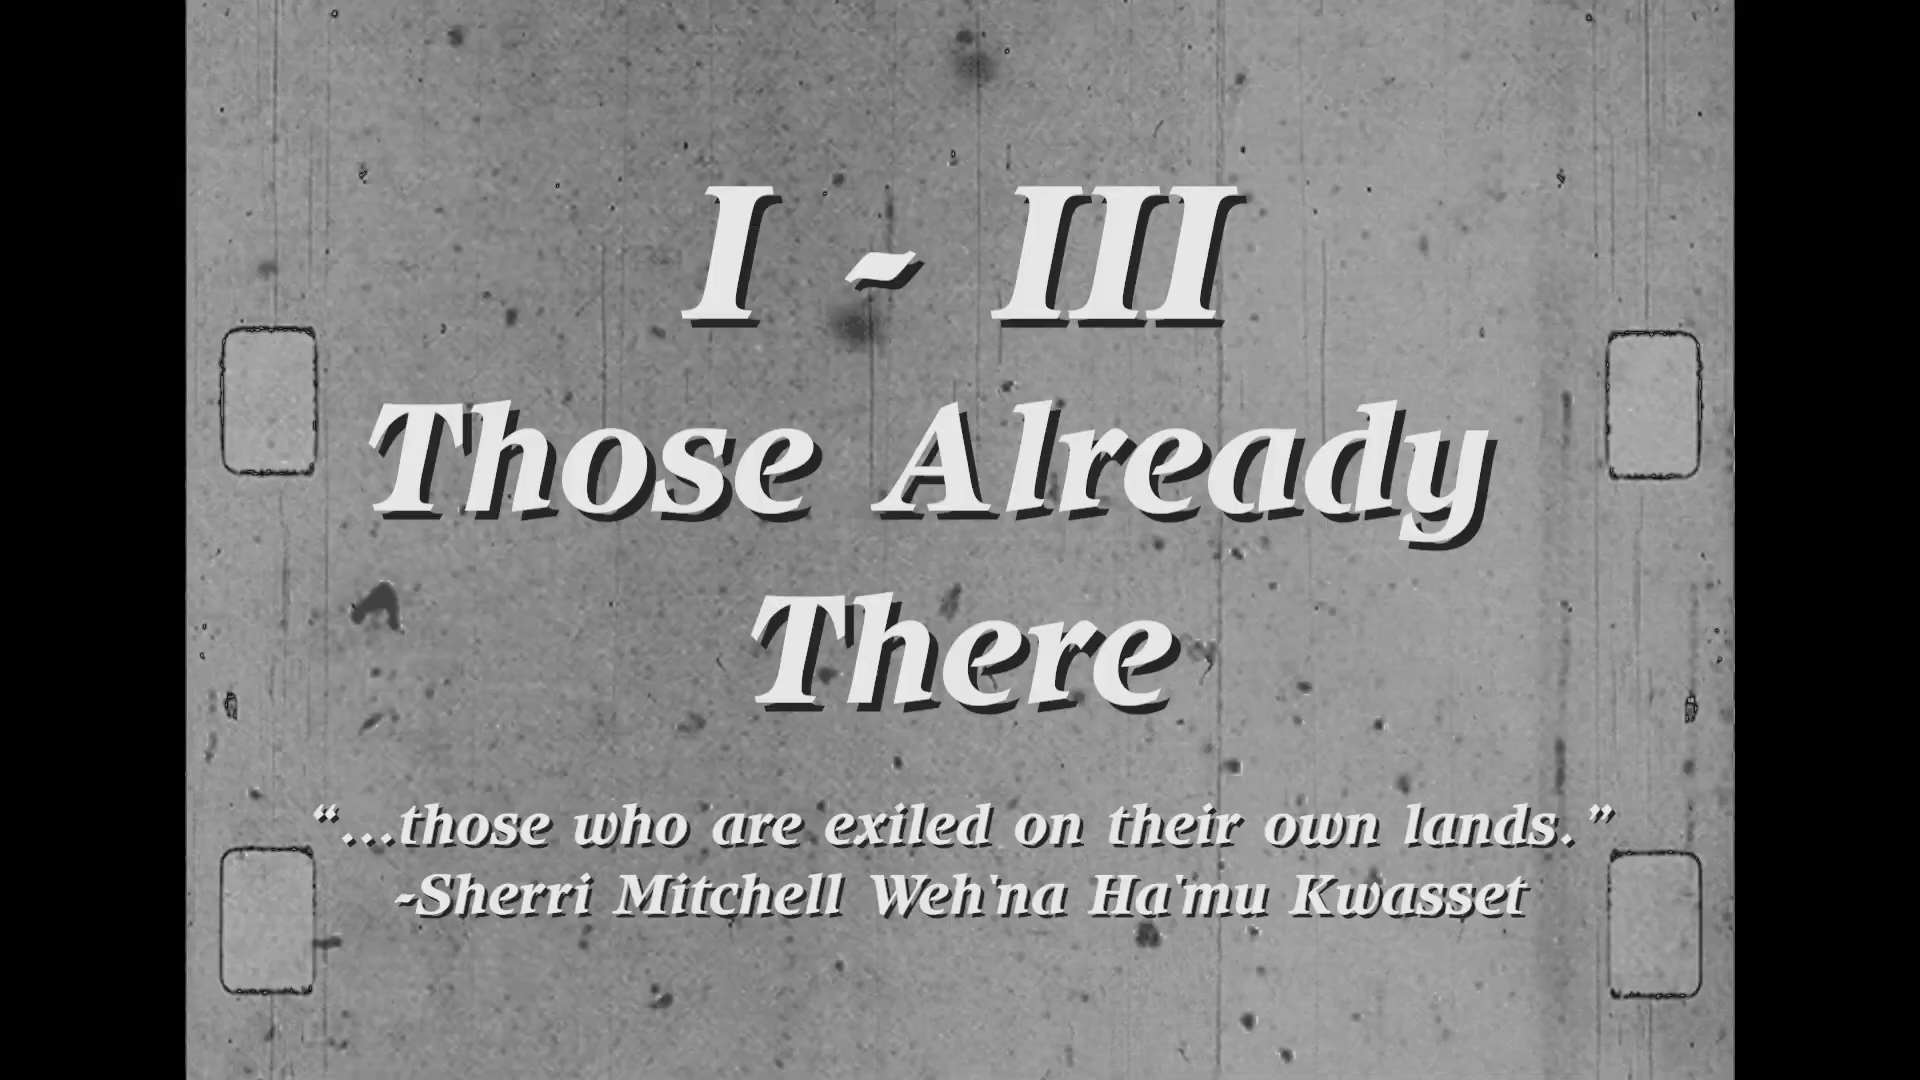 I - III
Those Already
There
“...those who are exiled on their own lands.”
-Sherri Mitchell Weh'na Ha'mu Kwasset